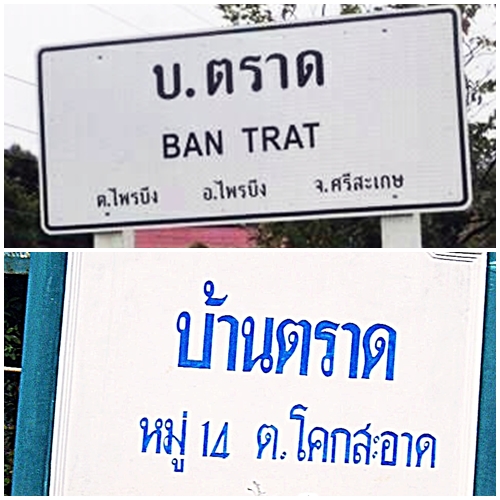 บ.ตราด
BAN TRAT
ต.ไพรบึง อ.ไพรบึง จ.ศรีสะเกษ
บ้านตราด
หมู่ 14 ต.โคกสะอาด